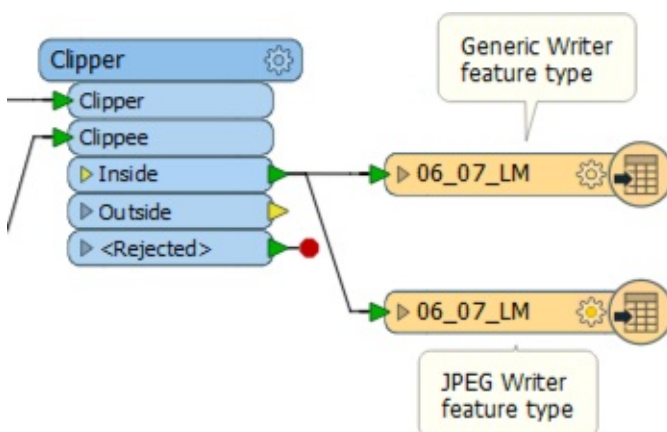 Clipper
Clipper
Clippee
Inside
Outside
<Rejected>
Generic Writer
feature type
06_07_LM
06_07_LM
JPEG Writer
feature type